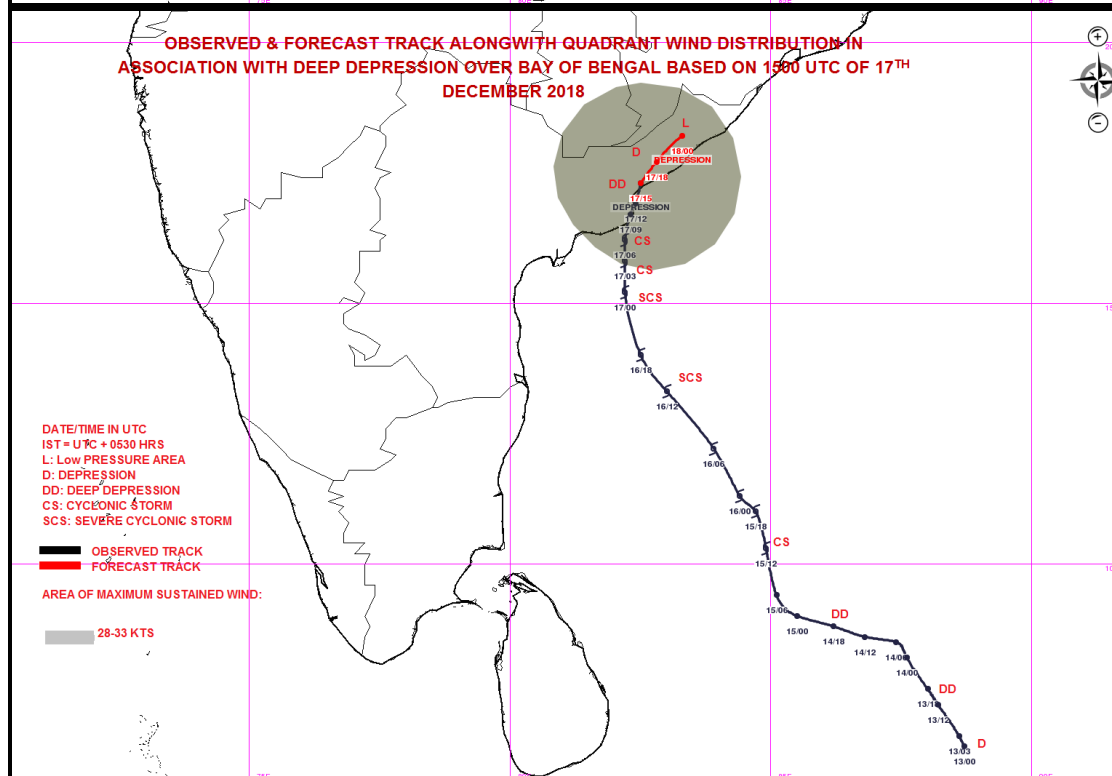 OBSERVED & FORECAST TRACK ALONGWITH QUADRANT WIND DISTRIBUTION IN
ASSOCIATION WITH DEEP DEPRESSION OVER BAY OF BENGAL BASED ON 1500 UTC OF 17TH
DECEMBER 2018
L
18/00
D
DEPRESSION
17/18
DD
17/15
DEPRESSION
17/12
17/09
CS
17/06
CS
17/03
SCS
17/00
16/18
SCS
16/12
16/06
16/00
15/18
CS
15/12
15/06
15/00
DD
14/18
14/12
14/06
14/00
DD
13/18
13/12
D
13/03
13/00
DATE/TIME IN UTC
IST = UTC + 0530 HRS
L: Low PRESSURE AREA
D: DEPRESSION
DD: DEEP DEPRESSION
CS: CYCLONIC STORM
SCS: SEVERE CYCLONIC STORM
OBSERVED TRACK
FORECAST TRACK
AREA OF MAXIMUM SUSTAINED WIND:
28-33 KTS